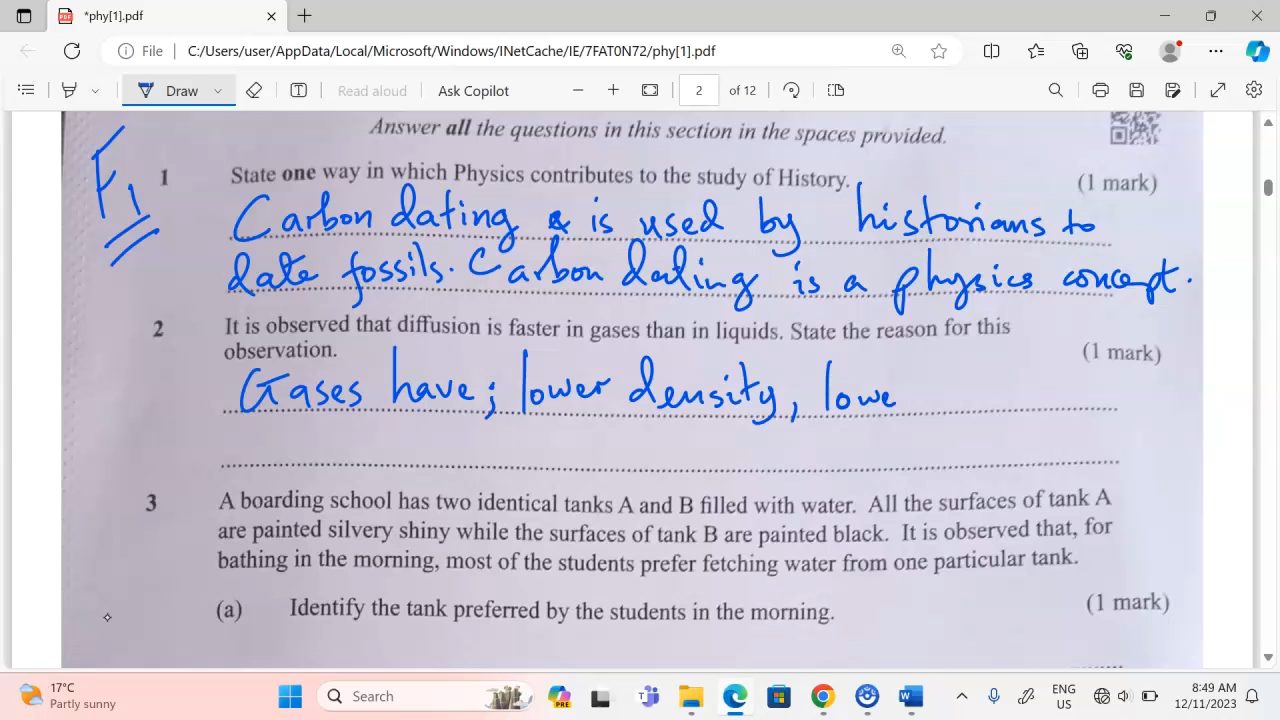 *phy[1].pdf
File C:/Users/user/AppData/Local/Microsoft/Windows/INetCache/IE/7FAT0N72/phy[1].pdf
Draw Read aloud Ask Copilot 2 of 12
Answer all the questions in this section in the spaces provided.
F1
1 State one way in which Physics contributes to the study of History. (1 mark)
Carbon dating is used by historians to
date fossils. Carbon dating is a physics concept.
2 It is observed that diffusion is faster in gases than in liquids. State the reason for this
observation. (1 mark)
Gases have; lower density, lowe
3 A boarding school has two identical tanks A and B filled with water. All the surfaces of tank A
are painted silvery shiny while the surfaces of tank B are painted black. It is observed that, for
bathing in the morning, most of the students prefer fetching water from one particular tank.
(a) Identify the tank preferred by the students in the morning. (1 mark)
17°C
Partly sunny
Search
PRE
ENG
US
8:49 AM
12/11/2023